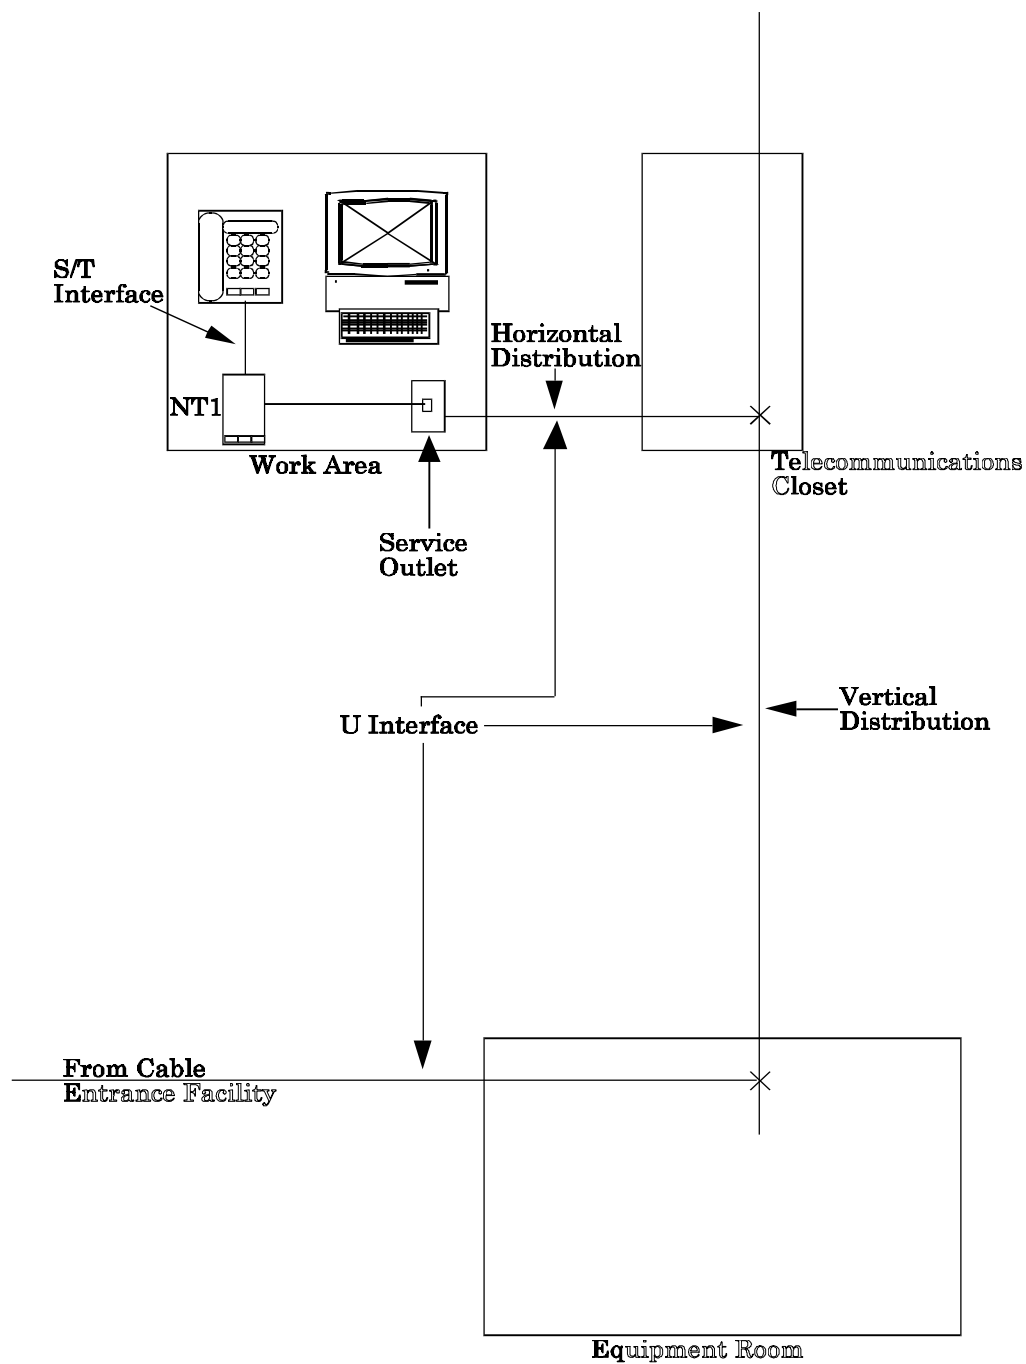 S/T
Interface
Horizontal
Distribution
NT1
Work Area
Telecommunications
Closet
Service
Outlet
Vertical
Distribution
U Interface
From Cable
Entrance Facility
Equipment Room